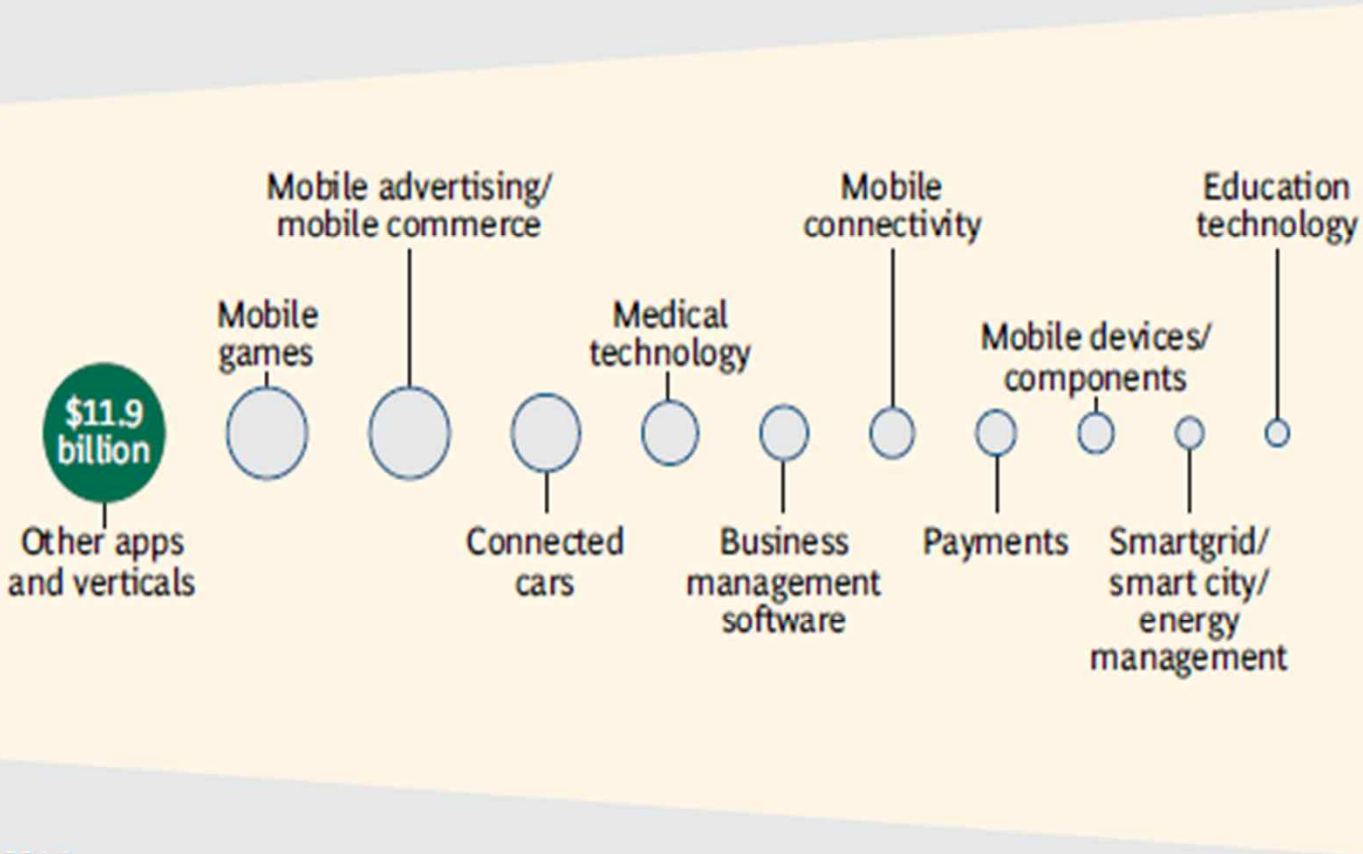 Mobile advertising/
mobile commerce
Mobile
connectivity
Education
technology
Mobile
games
Medical
technology
Mobile devices/
components
$11.9
billion
Other apps
and verticals
Connected
cars
Business
management
software
Payments
Smartgrid/
smart city/
energy
management